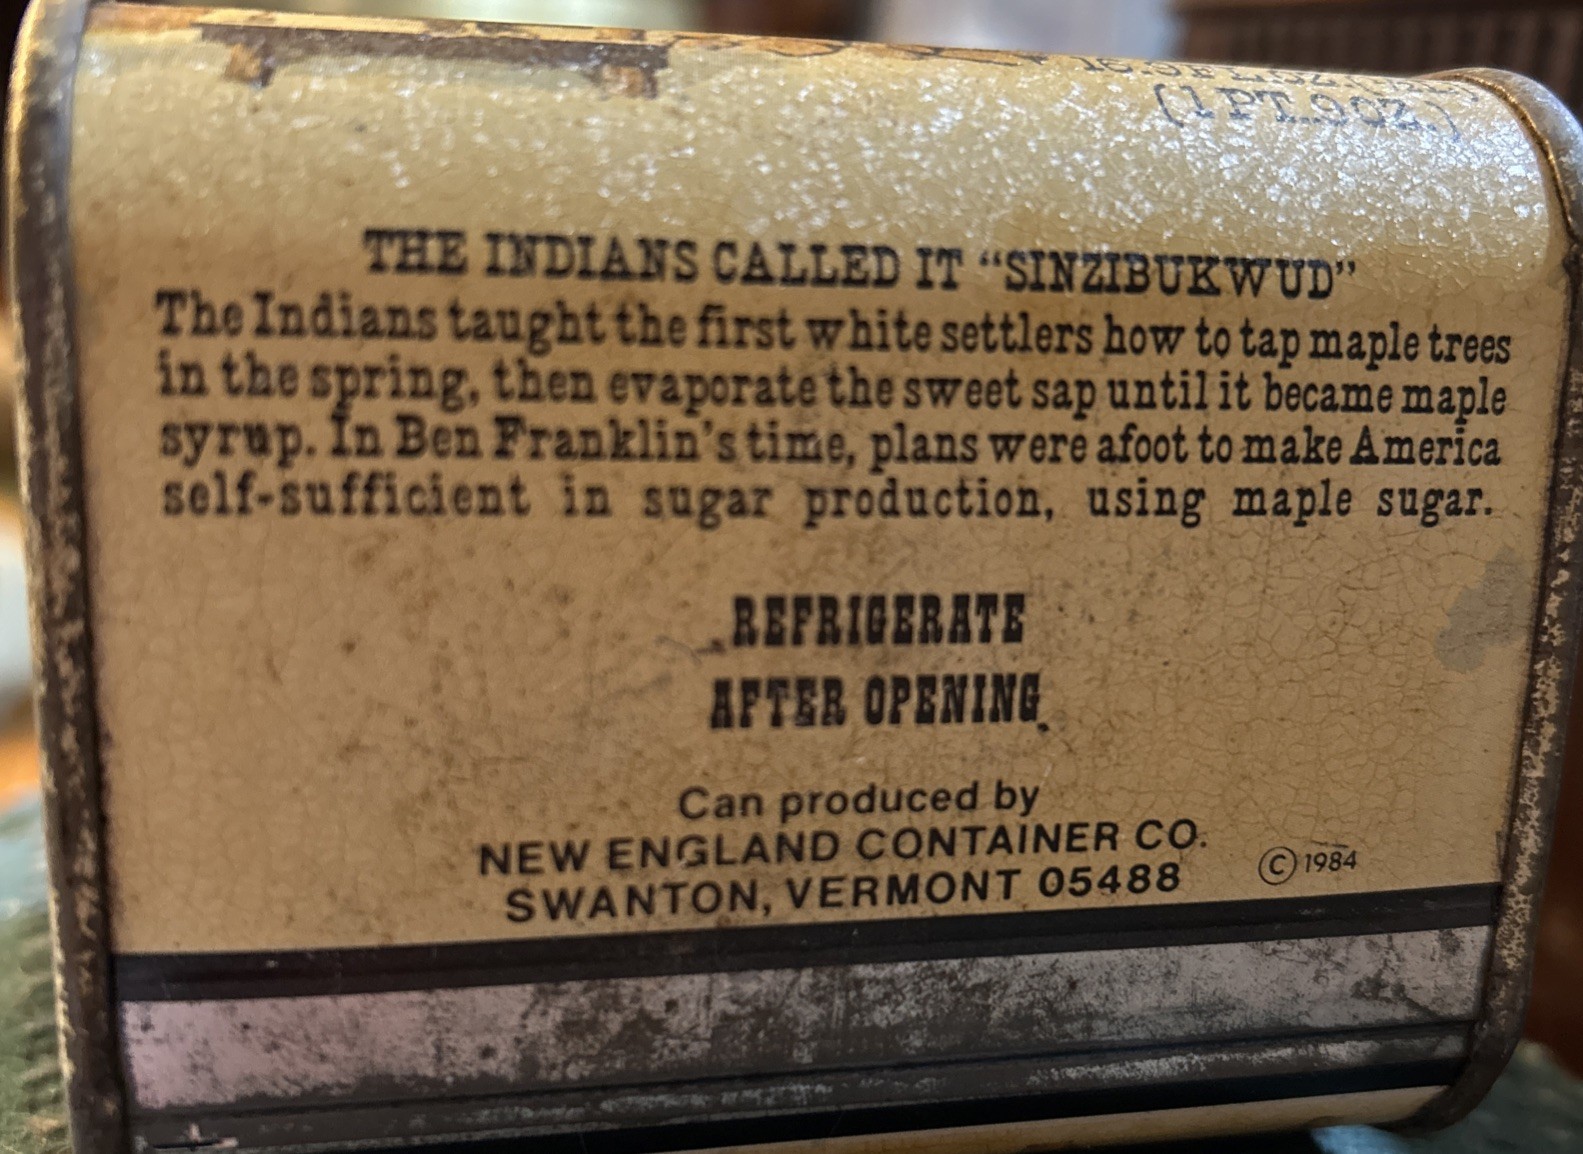 (1 PT. 9 OZ.)
THE INDIANS CALLED IT “SINZIBUKWUD”
The Indians taught the first white settlers how to tap maple trees
in the spring, then evaporate the sweet sap until it became maple
syrup. In Ben Franklin's time, plans were afoot to make America
self-sufficient in sugar production, using maple sugar.
REFRIGERATE
AFTER OPENING
Can produced by
NEW ENGLAND CONTAINER CO.
SWANTON, VERMONT 05488
© 1984